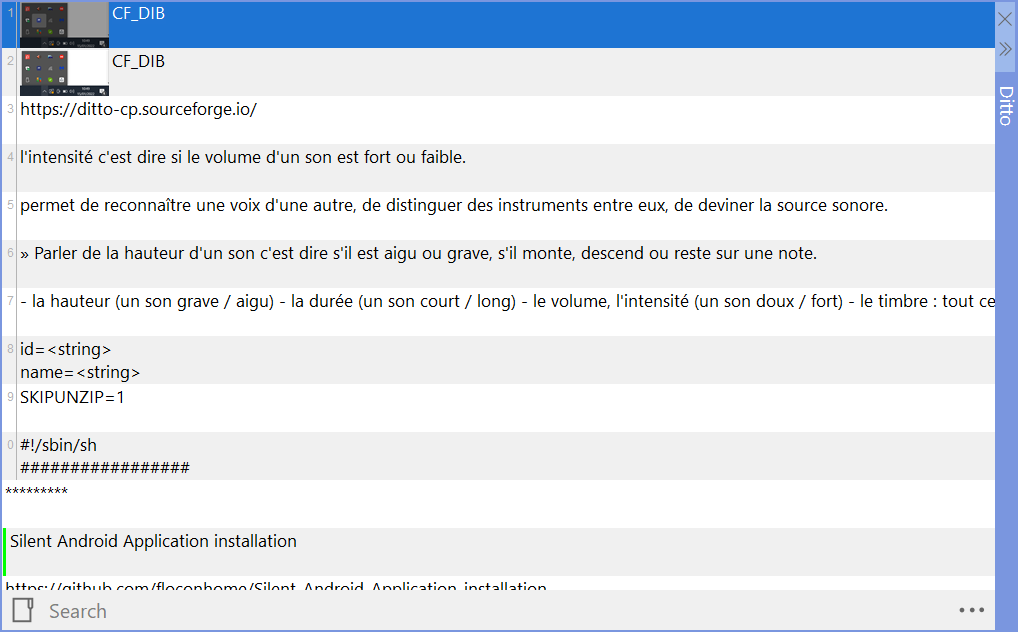 1 CF_DIB
2 CF_DIB
3 https://ditto-cp.sourceforge.io/
4 l'intensité c'est dire si le volume d'un son est fort ou faible.
5 permet de reconnaître une voix d'une autre, de distinguer des instruments entre eux, de deviner la source sonore.
6 » Parler de la hauteur d'un son c'est dire s'il est aigu ou grave, s'il monte, descend ou reste sur une note.
7 - la hauteur (un son grave / aigu) - la durée (un son court / long) - le volume, l'intensité (un son doux / fort) - le timbre : tout ce
8 id=<string>
name=<string>
9 SKIPUNZIP=1
0 #!/sbin/sh
#################
*********
Silent Android Application installation
https://github.com/floconhome/Silent_Android_Application_installation
Search
Ditto